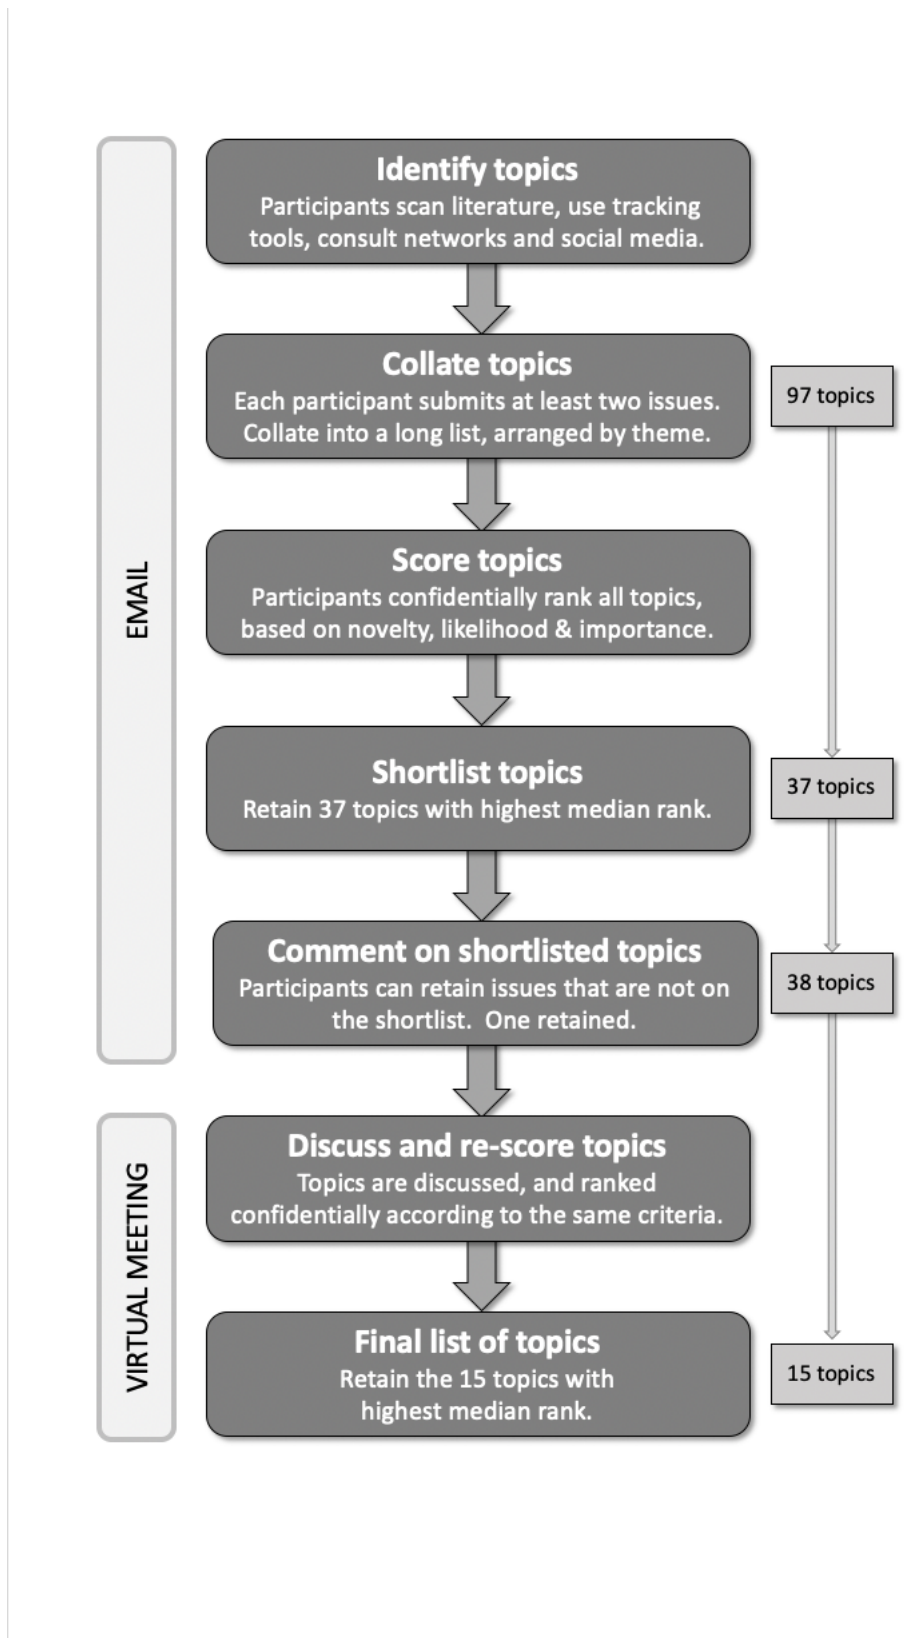 EMAIL
Identify topics
Participants scan literature, use tracking
tools, consult networks and social media.
Collate topics
Each participant submits at least two issues.
Collate into a long list, arranged by theme.
97 topics
Score topics
Participants confidentially rank all topics,
based on novelty, likelihood & importance.
Shortlist topics
Retain 37 topics with highest median rank.
37 topics
Comment on shortlisted topics
Participants can retain issues that are not on
the shortlist.  One retained.
38 topics
VIRTUAL MEETING
Discuss and re-score topics
Topics are discussed, and ranked
confidentially according to the same criteria.
Final list of topics
Retain the 15 topics with
highest median rank.
15 topics